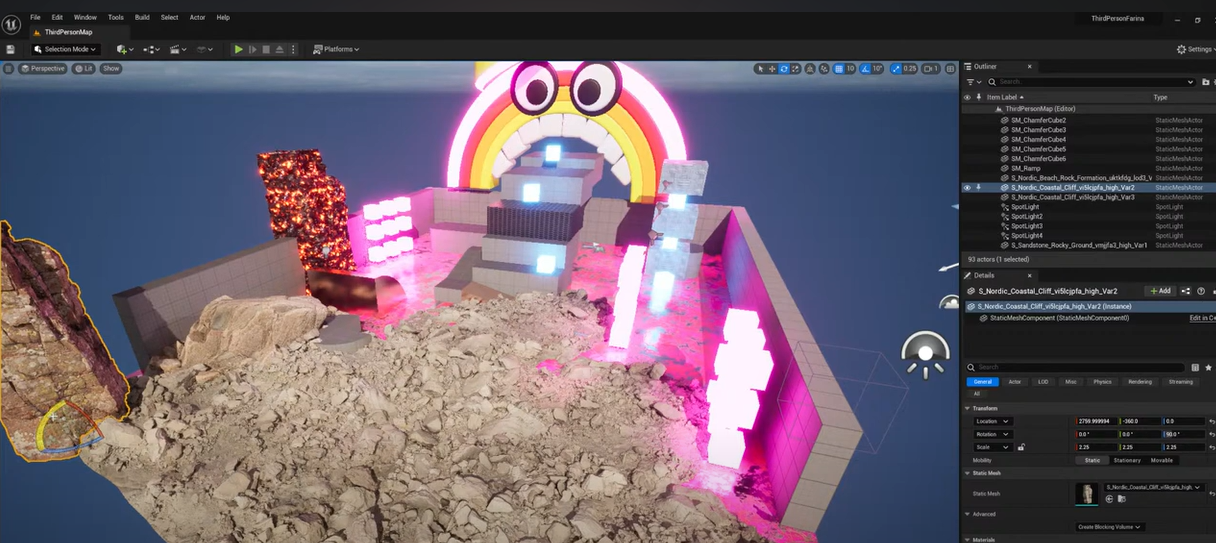 File Edit Window Tools Build Select Actor Help
ThirdPersonFarina
ThirdPersonMap
Selection Mode
Platforms
Settings
Perspective Lit Show
10 10° 0.25 1
Outliner
Search...
Item Label Type
ThirdPersonMap (Editor)
SM_ChamferCube2 StaticMeshActor
SM_ChamferCube3 StaticMeshActor
SM_ChamferCube4 StaticMeshActor
SM_ChamferCube5 StaticMeshActor
SM_ChamferCube6 StaticMeshActor
SM_Ramp StaticMeshActor
S_Nordic_Beach_Rock_Formation_uktkfdg_lod3_V StaticMeshActor
S_Nordic_Coastal_Cliff_vi5lcjpfa_high_Var2 StaticMeshActor
S_Nordic_Coastal_Cliff_vi5lcjpfa_high_Var3 StaticMeshActor
SpotLight SpotLight
SpotLight2 SpotLight
SpotLight3 SpotLight
SpotLight4 SpotLight
S_Sandstone_Rocky_Ground_vmjjfa3_high_Var1 StaticMeshActor
93 actors (1 selected)
Details
S_Nordic_Coastal_Cliff_vi5lcjpfa_high_Var2
Add
S_Nordic_Coastal_Cliff_vi5lcjpfa_high_Var2 (Instance)
StaticMeshComponent (StaticMeshComponent0) Edit in C+
Search
General Actor LOD Misc Physics Rendering Streaming
All
Transform
Location 2759.999994 -360.0 0.0
Rotation 0.0° 0.0° 90.0°
Scale 2.25 2.25 2.25
Mobility Static Stationary Movable
Static Mesh
Static Mesh S_Nordic_Coastal_Cliff_vi5lcjpfa_high_
Advanced
Create Blocking Volume
Materials